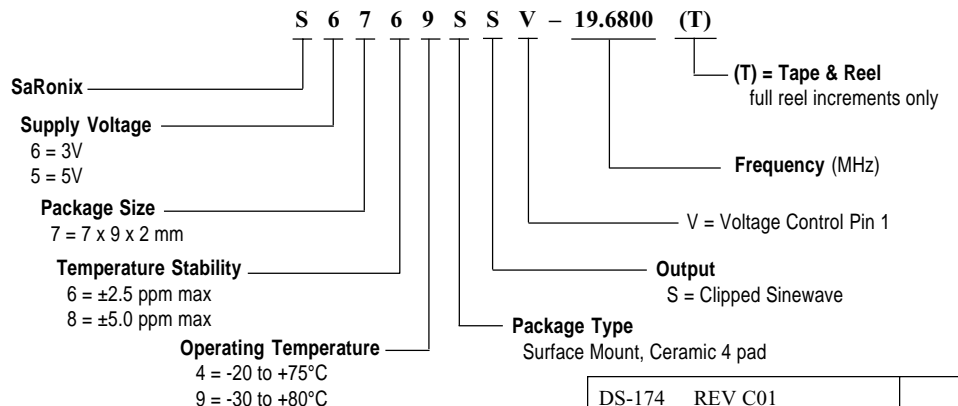 S 6 7 6 9 S S V – 19.6800 (T)
(T) = Tape & Reel
full reel increments only
SaRonix
Supply Voltage
6 = 3V
5 = 5V
Frequency (MHz)
Package Size
7 = 7 x 9 x 2 mm
V = Voltage Control Pin 1
Temperature Stability
6 = ±2.5 ppm max
8 = ±5.0 ppm max
Output
S = Clipped Sinewave
Package Type
Surface Mount, Ceramic 4 pad
Operating Temperature
4 = -20 to +75°C
9 = -30 to +80°C
DS-174 REV C01